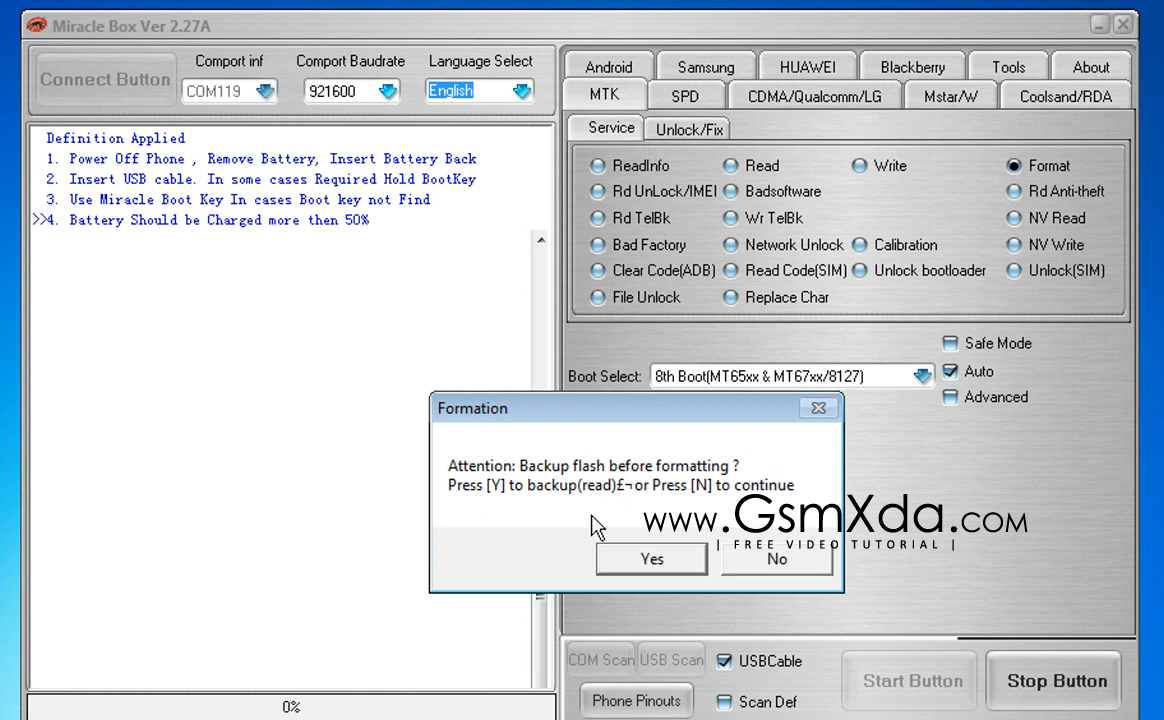 Miracle Box Ver 2.27A
Connect Button
Comport inf
COM119
Comport Baudrate
921600
Language Select
English
Android Samsung HUAWEI Blackberry Tools About
MTK SPD CDMA/Qualcomm/LG Mstar/W Coolsand/RDA
Service Unlock/Fix
Definition Applied
1. Power Off Phone , Remove Battery, Insert Battery Back
2. Insert USB cable. In some cases Required Hold BootKey
3. Use Miracle Boot Key In cases Boot key not Find
>>4. Battery Should be Charged more then 50%
0%
ReadInfo Read Write Format
Rd UnLock/IMEI Badsoftware Rd Anti-theft
Rd TelBk Wr TelBk NV Read
Bad Factory Network Unlock Calibration NV Write
Clear Code(ADB) Read Code(SIM) Unlock bootloader Unlock(SIM)
File Unlock Replace Char
Safe Mode
Boot Select: 8th Boot(MT65xx & MT67xx/8127) Auto
Advanced
Formation
Attention: Backup flash before formatting ?
Press [Y] to backup(read)£¬or Press [N] to continue
Yes No
www.GsmXda.com
| FREE VIDEO TUTORIAL |
COM Scan USB Scan USBCable
Phone Pinouts Scan Def
Start Button Stop Button